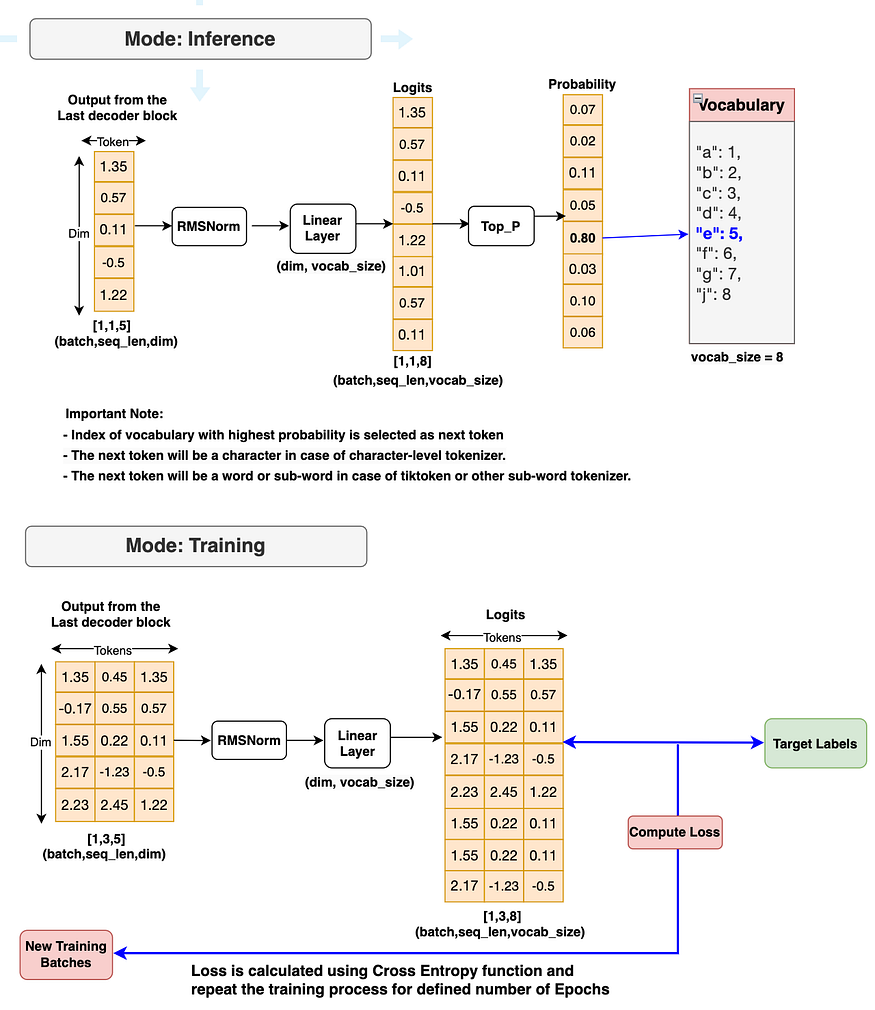 Mode: Inference
Output from the
Last decoder block
Token
Dim
1.35
0.57
0.11
-0.5
1.22
[1,1,5]
(batch,seq_len,dim)
RMSNorm
Linear
Layer
(dim, vocab_size)
Logits
1.35
0.57
0.11
-0.5
1.22
1.01
0.57
0.11
[1,1,8]
(batch,seq_len,vocab_size)
Top_P
Probability
0.07
0.02
0.11
0.05
0.80
0.03
0.10
0.06
Vocabulary
"a": 1,
"b": 2,
"c": 3,
"d": 4,
"e": 5,
"f": 6,
"g": 7,
"j": 8
vocab_size = 8
Important Note:
- Index of vocabulary with highest probability is selected as next token
- The next token will be a character in case of character-level tokenizer.
- The next token will be a word or sub-word in case of tiktoken or other sub-word tokenizer.
Mode: Training
Output from the
Last decoder block
Tokens
Dim
1.35 0.45 1.35
-0.17 0.55 0.57
1.55 0.22 0.11
2.17 -1.23 -0.5
2.23 2.45 1.22
[1,3,5]
(batch,seq_len,dim)
RMSNorm
Linear
Layer
(dim, vocab_size)
Logits
Tokens
1.35 0.45 1.35
-0.17 0.55 0.57
1.55 0.22 0.11
2.17 -1.23 -0.5
2.23 2.45 1.22
1.55 0.22 0.11
1.55 0.22 0.11
2.17 -1.23 -0.5
[1,3,8]
(batch,seq_len,vocab_size)
Target Labels
Compute Loss
New Training
Batches
Loss is calculated using Cross Entropy function and
repeat the training process for defined number of Epochs